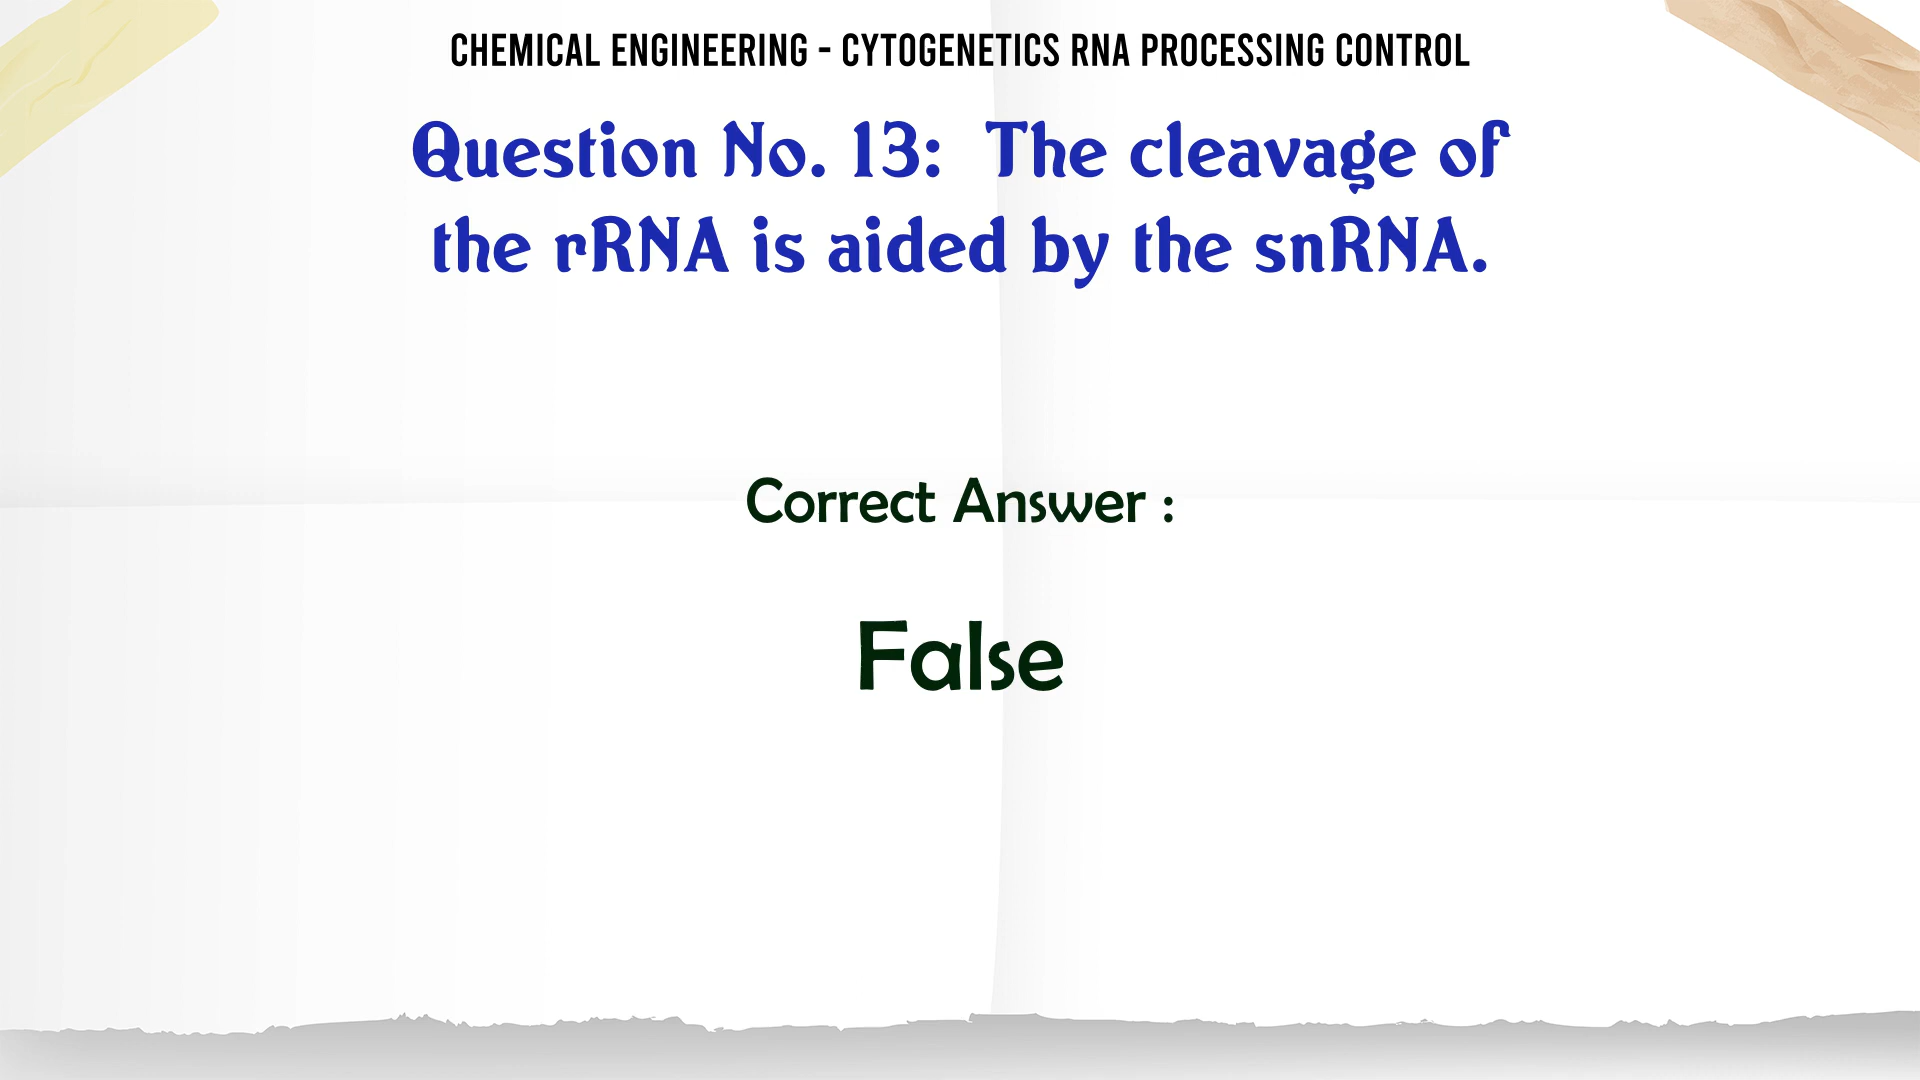 CHEMICAL ENGINEERING - CYTOGENETICS RNA PROCESSING CONTROL
Question No. 13: The cleavage of
the rRNA is aided by the snRNA.
Correct Answer :
False